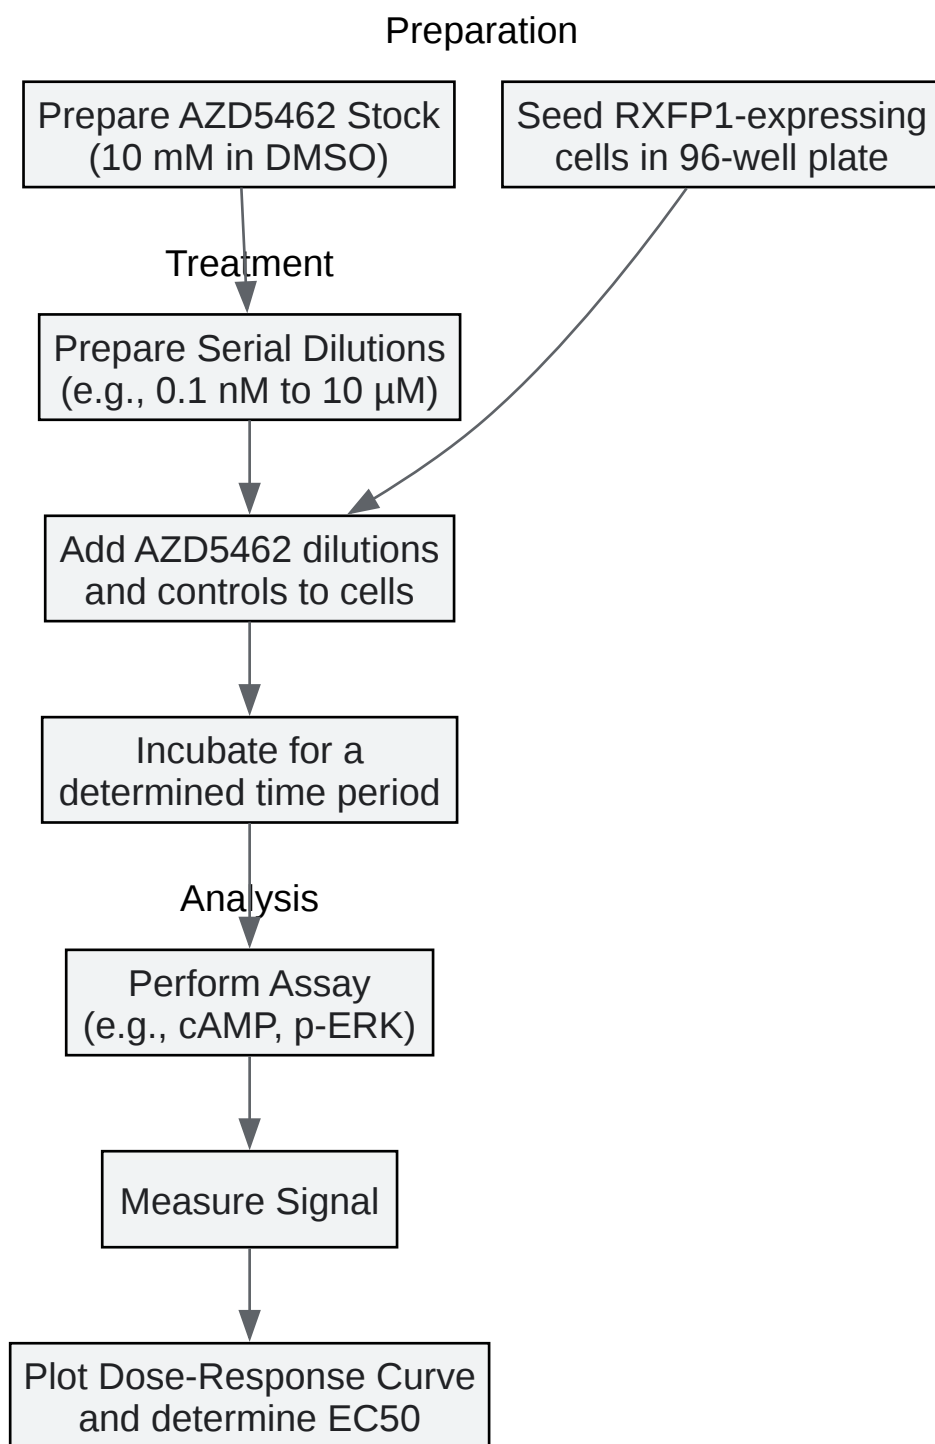 Preparation
Prepare AZD5462 Stock
(10 mM in DMSO)
Seed RXFP1-expressing
cells in 96-well plate
Treatment
Prepare Serial Dilutions
(e.g., 0.1 nM to 10 µM)
Add AZD5462 dilutions
and controls to cells
Incubate for a
determined time period
Analysis
Perform Assay
(e.g., cAMP, p-ERK)
Measure Signal
Plot Dose-Response Curve
and determine EC50